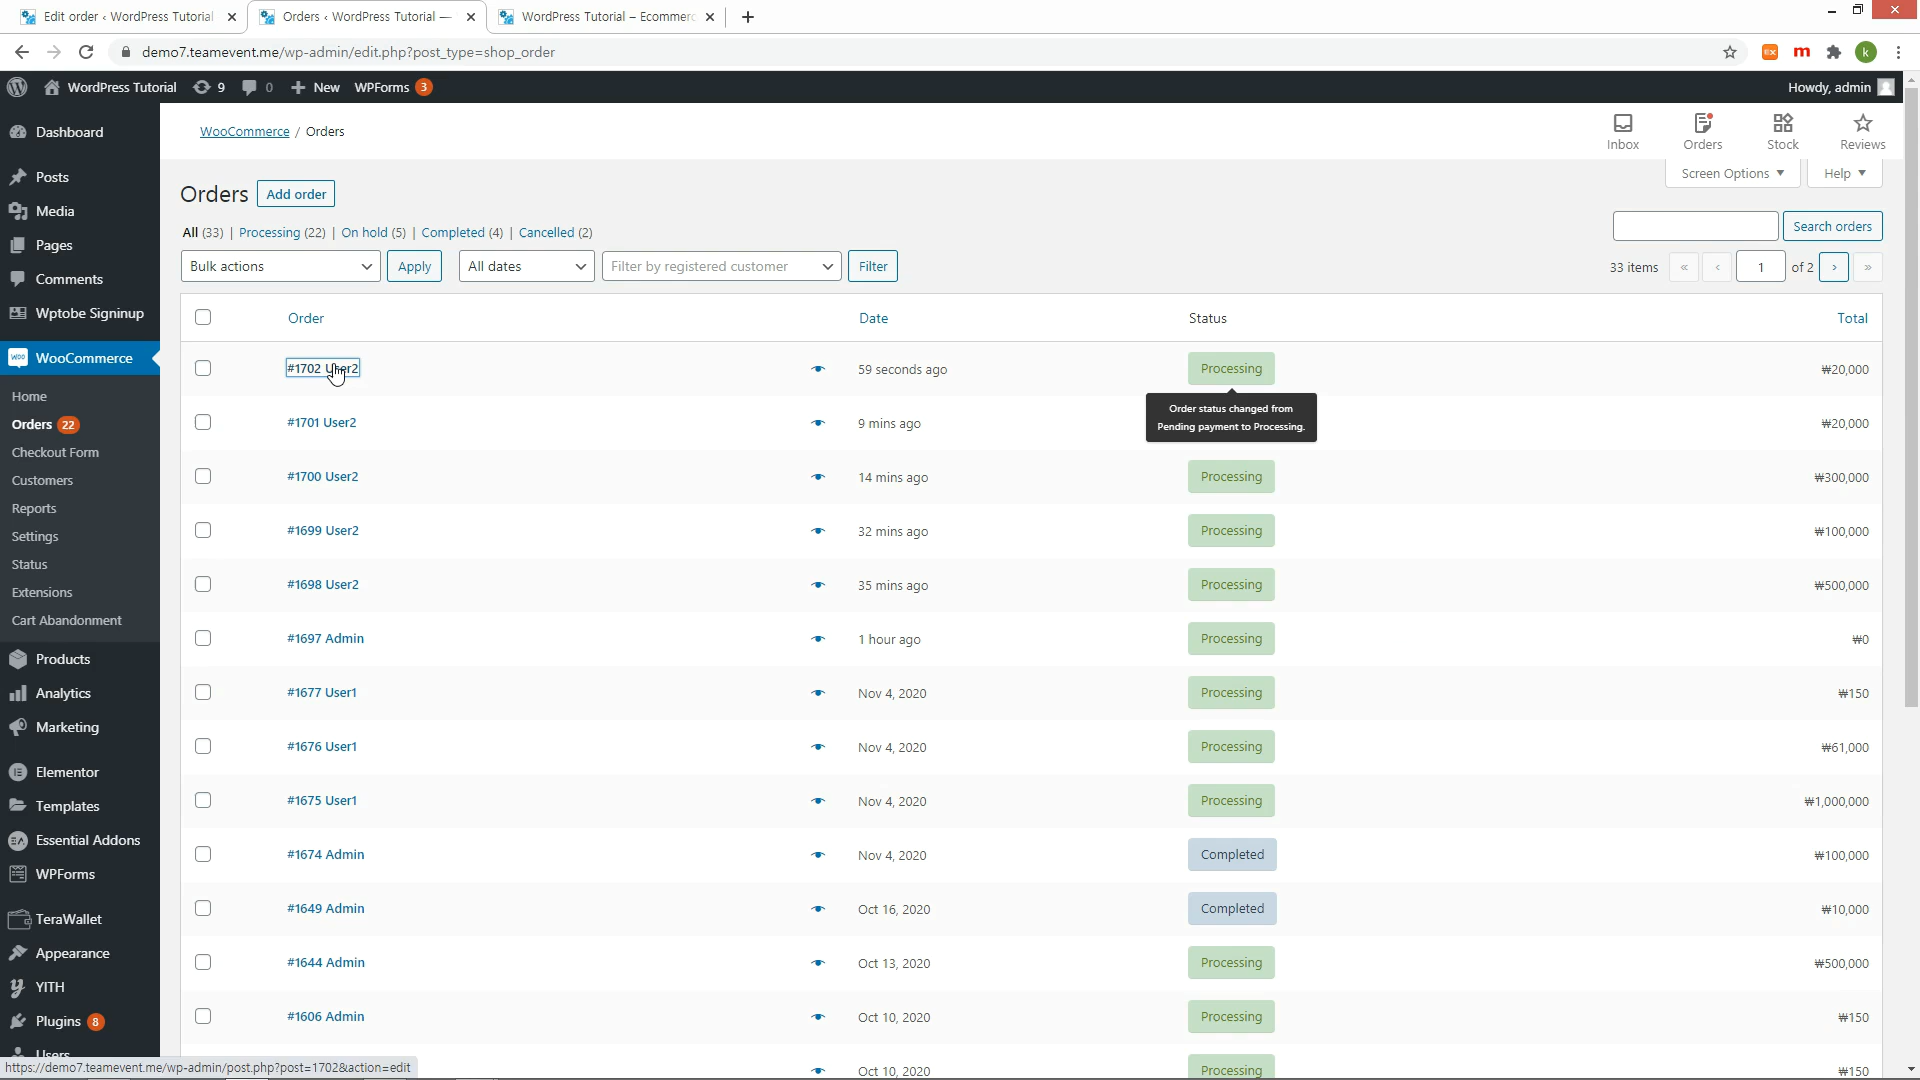 Edit order ‹ WordPress Tutorial
Orders ‹ WordPress Tutorial —
WordPress Tutorial – Ecommerc
demo7.teamevent.me/wp-admin/edit.php?post_type=shop_order
WordPress Tutorial 9 0 New WPForms 3
Howdy, admin
Dashboard
Posts
Media
Pages
Comments
Wptobe Signinup
WooCommerce
Home
Orders 22
Checkout Form
Customers
Reports
Settings
Status
Extensions
Cart Abandonment
Products
Analytics
Marketing
Elementor
Templates
Essential Addons
WPForms
TeraWallet
Appearance
YITH
Plugins 8
Users
WooCommerce / Orders
Inbox Orders Stock Reviews
Screen Options Help
Orders Add order
All (33) | Processing (22) | On hold (5) | Completed (4) | Cancelled (2)
Search orders
Bulk actions Apply All dates Filter by registered customer Filter
33 items « ‹ 1 of 2 › »
Order Date Status Total
#1702 User2 59 seconds ago Processing ₩20,000
Order status changed from
Pending payment to Processing.
#1701 User2 9 mins ago ₩20,000
#1700 User2 14 mins ago Processing ₩300,000
#1699 User2 32 mins ago Processing ₩100,000
#1698 User2 35 mins ago Processing ₩500,000
#1697 Admin 1 hour ago Processing ₩0
#1677 User1 Nov 4, 2020 Processing ₩150
#1676 User1 Nov 4, 2020 Processing ₩61,000
#1675 User1 Nov 4, 2020 Processing ₩1,000,000
#1674 Admin Nov 4, 2020 Completed ₩100,000
#1649 Admin Oct 16, 2020 Completed ₩10,000
#1644 Admin Oct 13, 2020 Processing ₩500,000
#1606 Admin Oct 10, 2020 Processing ₩150
Oct 10, 2020 Processing ₩150
https://demo7.teamevent.me/wp-admin/post.php?post=1702&action=edit